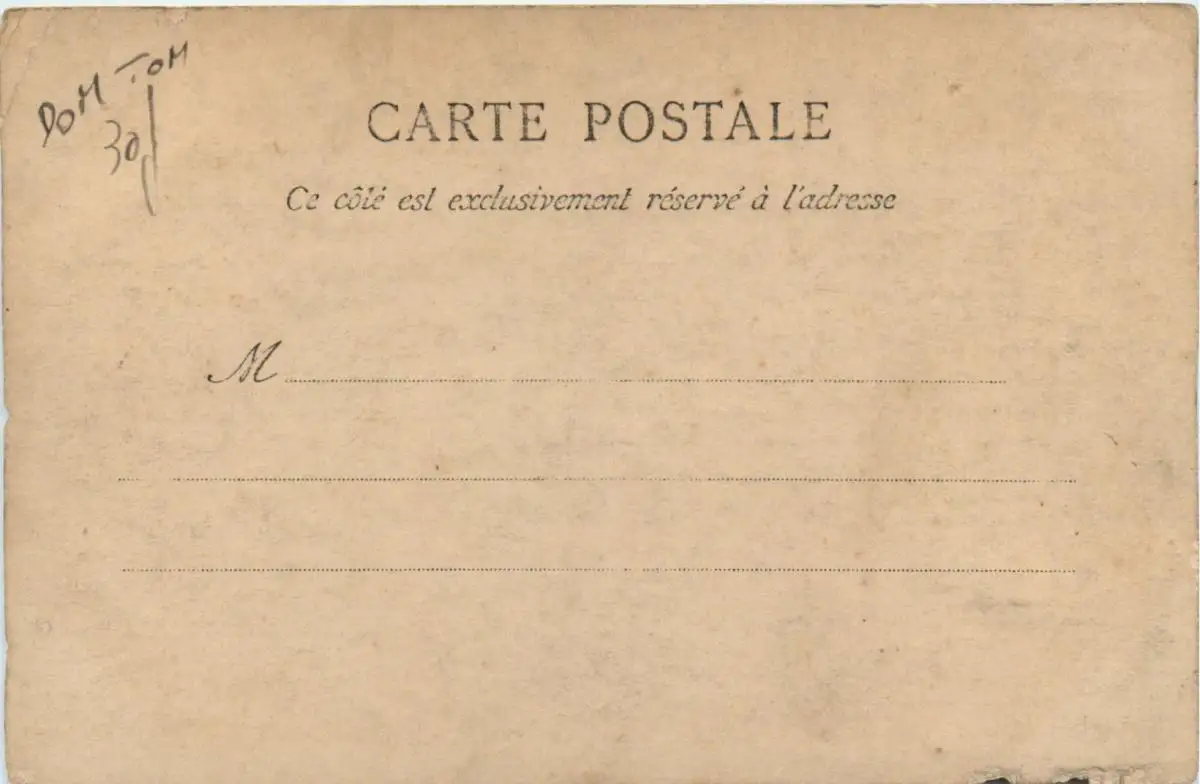 DOM TOM
30
CARTE POSTALE
Ce côté est exclusivement réservé à l'adresse
M